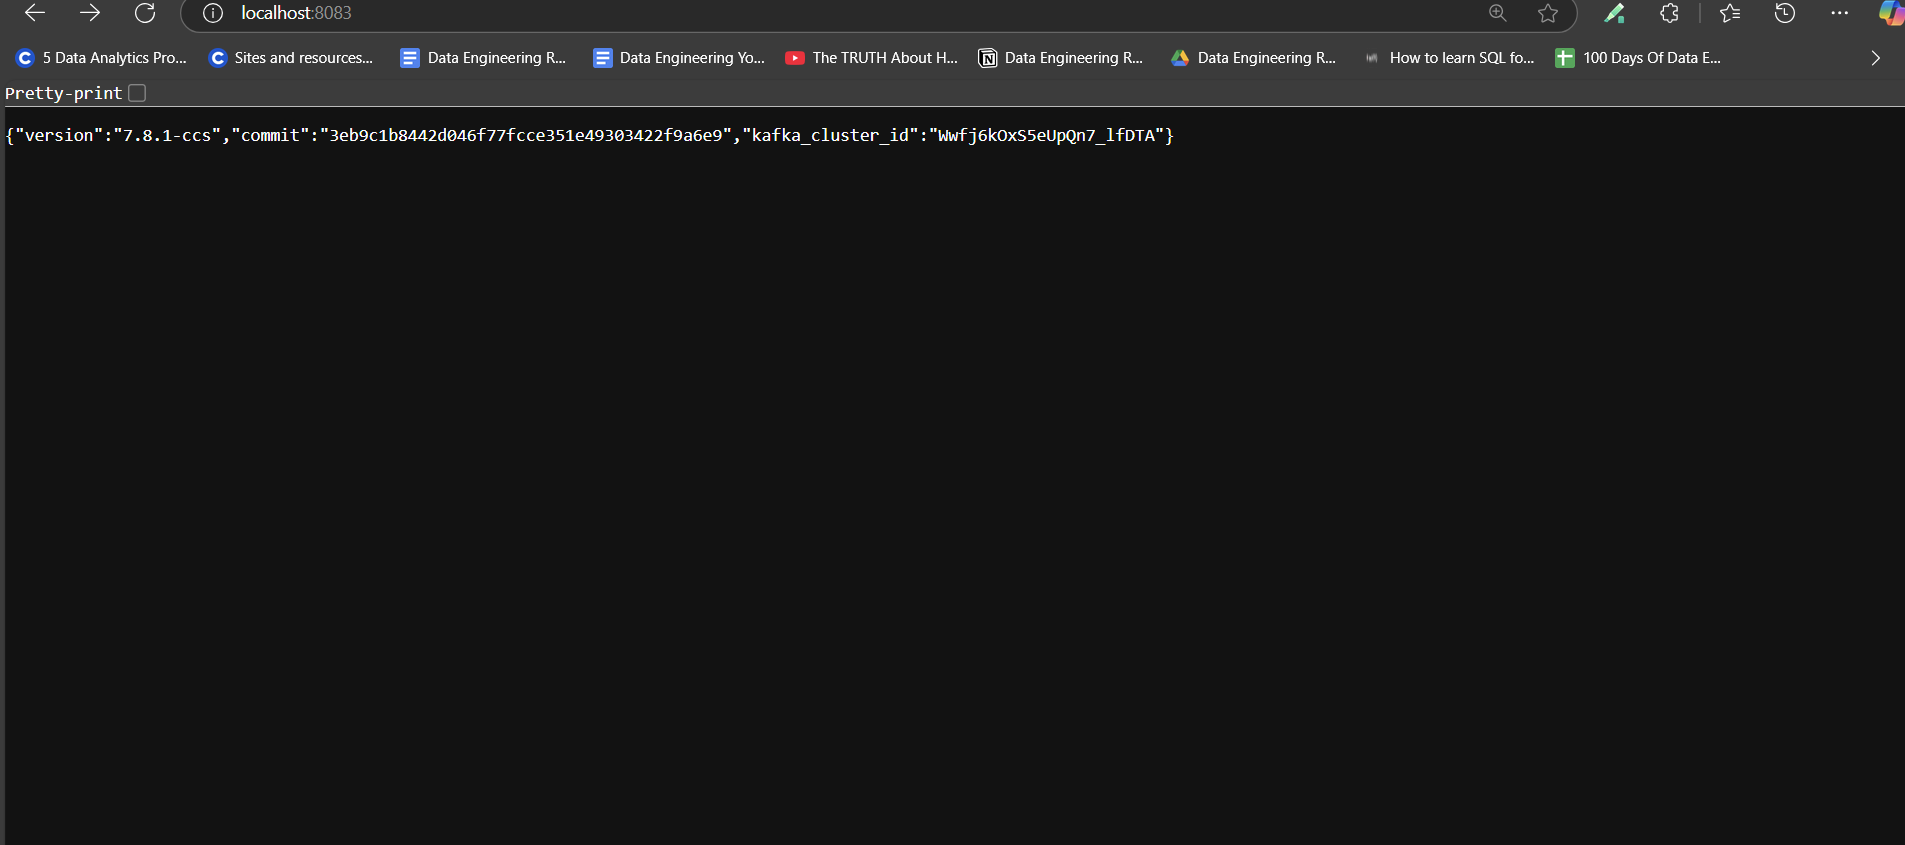 localhost:8083
5 Data Analytics Pro... Sites and resources... Data Engineering R... Data Engineering Yo... The TRUTH About H... Data Engineering R... Data Engineering R... How to learn SQL fo... 100 Days Of Data E...
Pretty-print
{"version":"7.8.1-ccs","commit":"3eb9c1b8442d046f77fcce351e49303422f9a6e9","kafka_cluster_id":"Wwfj6kOxS5eUpQn7_lfDTA"}